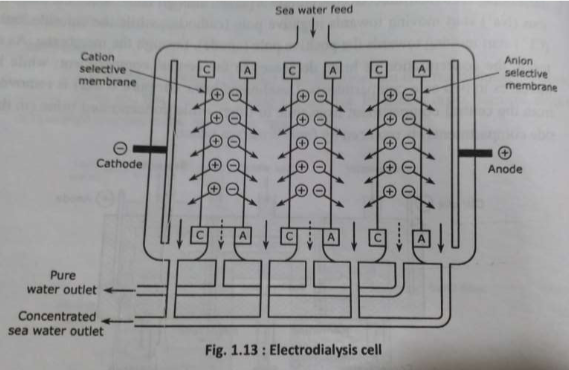 Sea water feed
Cation
selective
membrane
Anion
selective
membrane
C A C A C A
⊕ ⊖ ⊕ ⊖ ⊕ ⊖
⊕ ⊖ ⊕ ⊖ ⊕ ⊖
⊕ ⊖ ⊕ ⊖ ⊕ ⊖
⊕ ⊖ ⊕ ⊖ ⊕ ⊖
⊕ ⊖ ⊕ ⊖ ⊕ ⊖
⊖
Cathode
⊕
Anode
C A C A C A
Pure
water outlet
Concentrated
sea water outlet
Fig. 1.13 : Electrodialysis cell